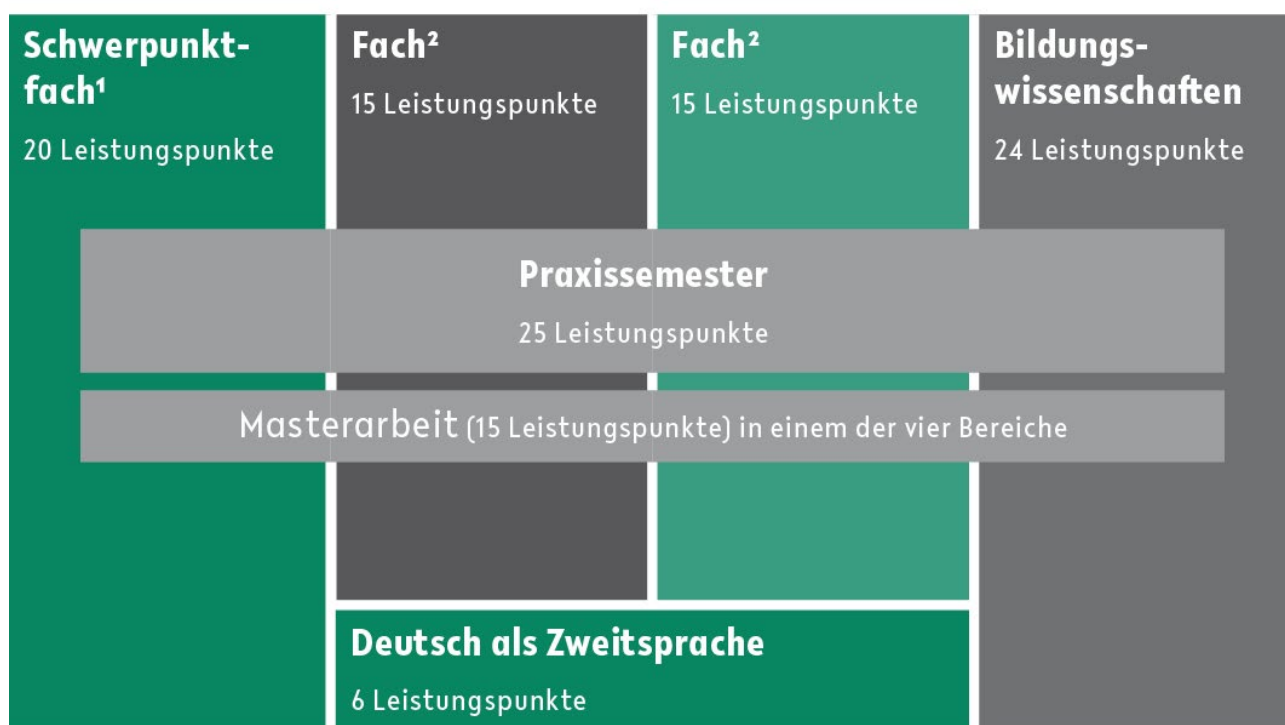 Schwerpunkt-
fach¹
20 Leistungspunkte
Fach²
15 Leistungspunkte
Fach²
15 Leistungspunkte
Bildungs-
wissenschaften
24 Leistungspunkte
Praxissemester
25 Leistungspunkte
Masterarbeit (15 Leistungspunkte) in einem der vier Bereiche
Deutsch als Zweitsprache
6 Leistungspunkte